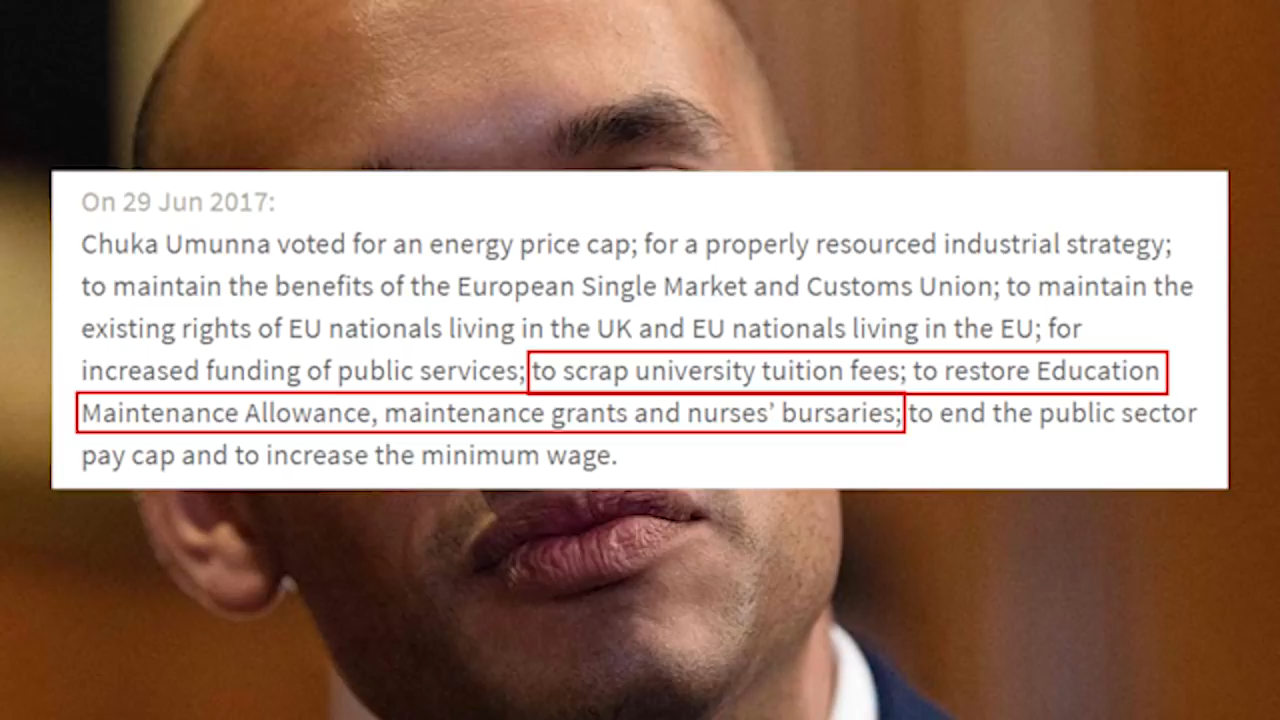 On 29 Jun 2017:
Chuka Umunna voted for an energy price cap; for a properly resourced industrial strategy;
to maintain the benefits of the European Single Market and Customs Union; to maintain the
existing rights of EU nationals living in the UK and EU nationals living in the EU; for
increased funding of public services; to scrap university tuition fees; to restore Education
Maintenance Allowance, maintenance grants and nurses’ bursaries; to end the public sector
pay cap and to increase the minimum wage.